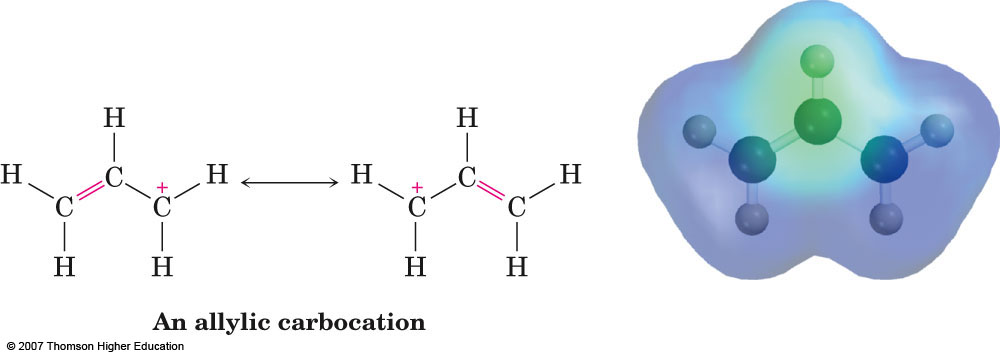 H H
H C C + H H C + C H
C C C C
H H H H
An allylic carbocation
© 2007 Thomson Higher Education